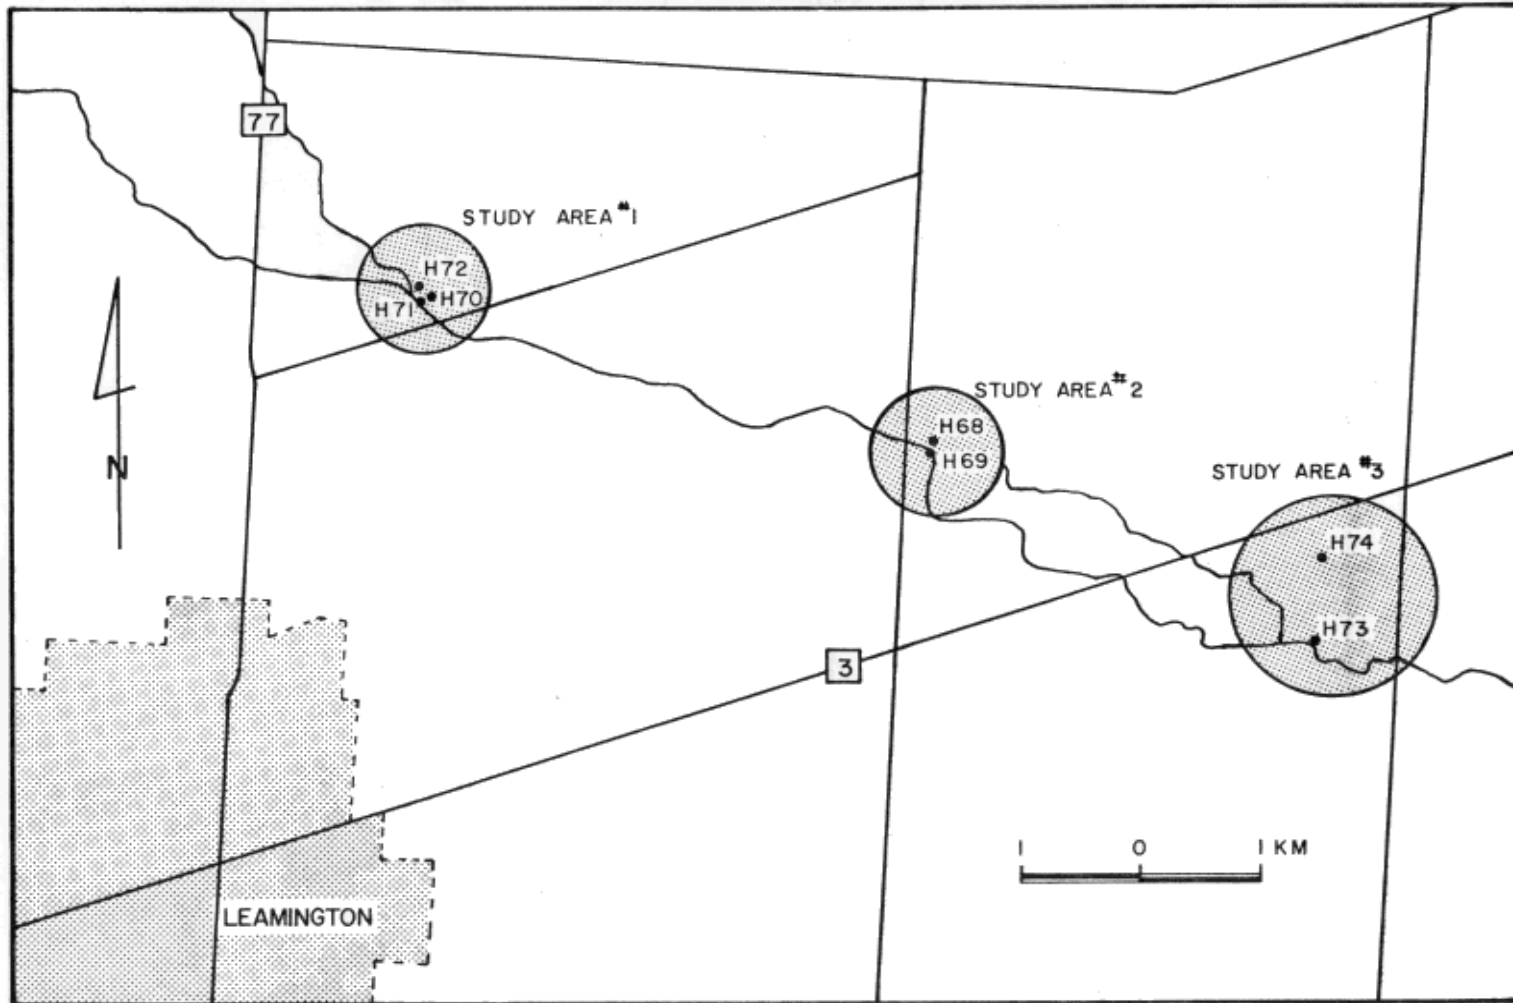 77
STUDY AREA #1
H72
H71 H70
STUDY AREA #2
H68
H69
N
STUDY AREA #3
H74
H73
3
1 0 1 KM
LEAMINGTON